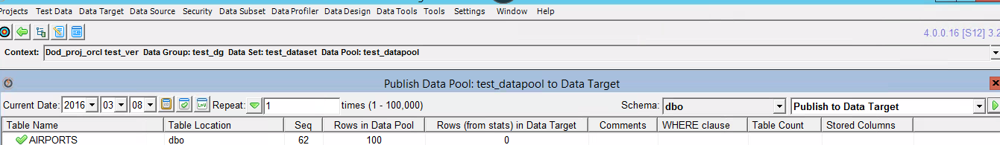 Projects Test Data Data Target Data Source Security Data Subset Data Profiler Data Design Data Tools Tools Settings Window Help
4.0.0.16 [S12] 3.2
Context: Dod_proj_orcl test_ver Data Group: test_dg Data Set: test_dataset Data Pool: test_datapool
Publish Data Pool: test_datapool to Data Target
Current Date: 2016 03 08 Repeat: 1 times (1 - 100,000) Schema: dbo Publish to Data Target
Table Name Table Location Seq Rows in Data Pool Rows (from stats) in Data Target Comments WHERE clause Table Count Stored Columns
AIRPORTS dbo 62 100 0